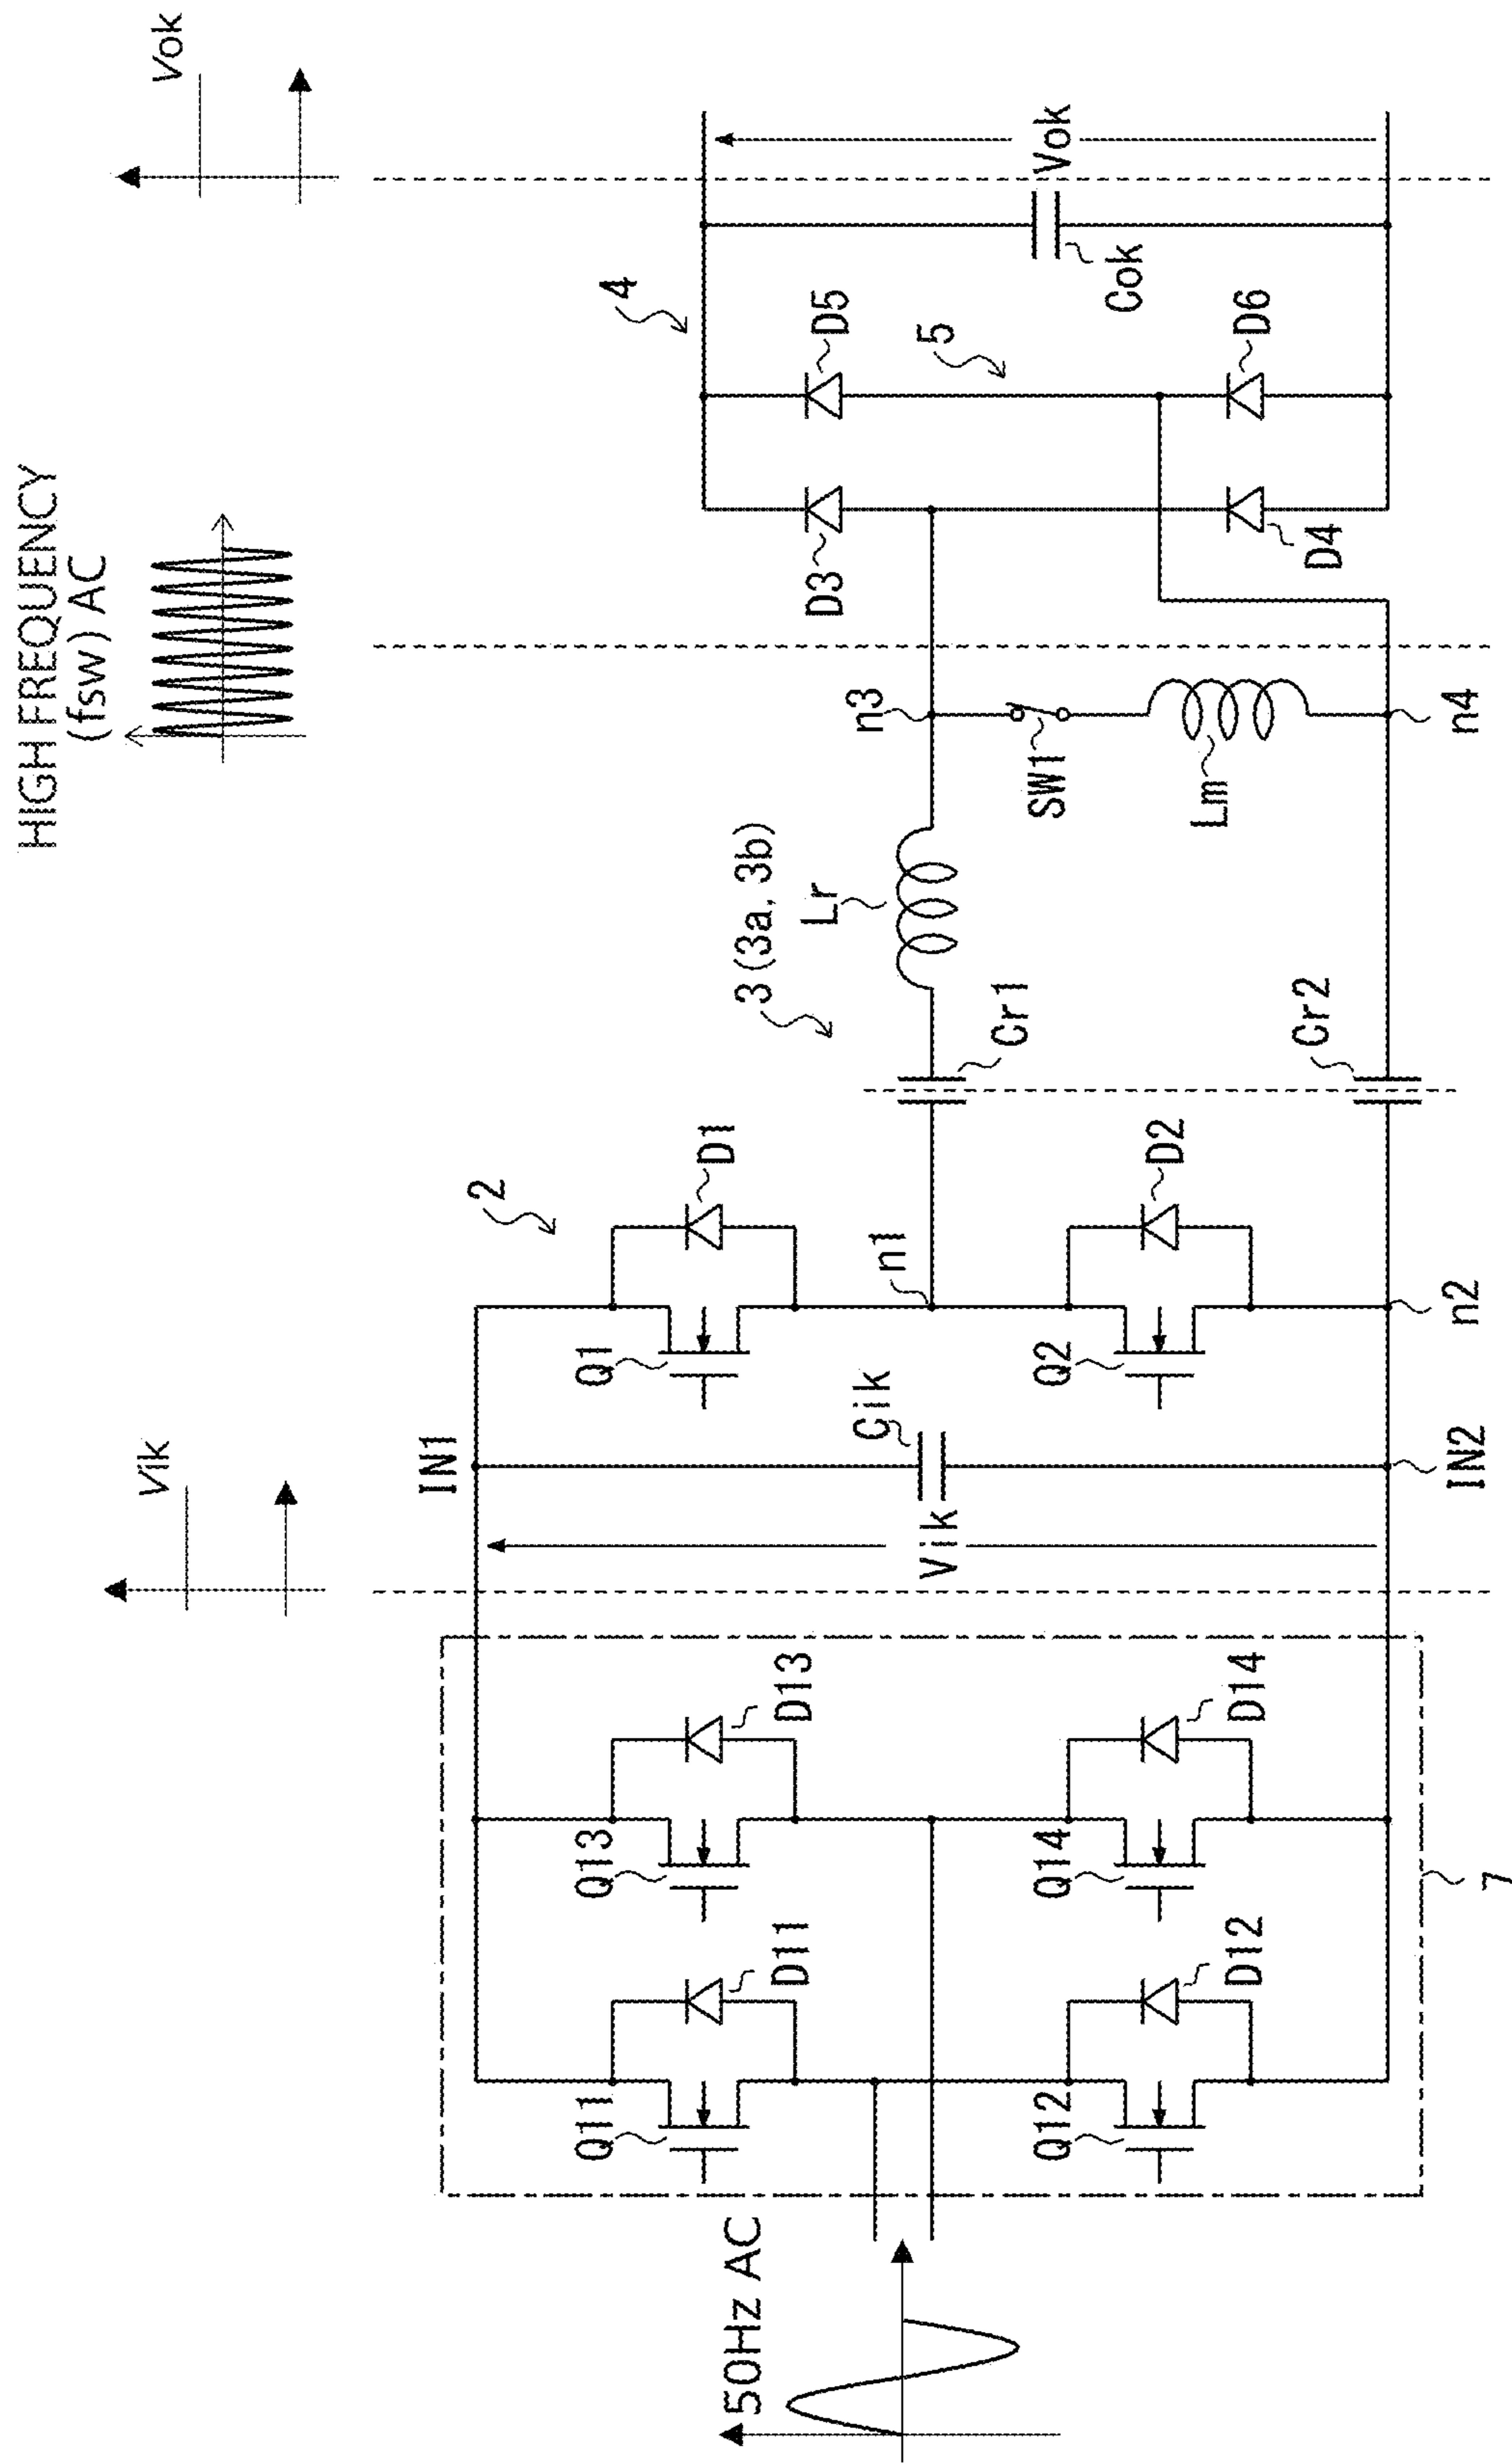 HIGH FREQUENCY
(fsw) AC
Vik
Vok
50Hz AC
IN1
2
3 (3a, 3b)
4
Q11
D11
Q13
D13
Q1
D1
Lr
D3
D5
5
Vik
Cik
n1
Cr1
n3
SW1
Lm
Vok
Cok
Q12
D12
Q14
D14
Q2
D2
Cr2
D4
D6
7
IN2
n2
n4